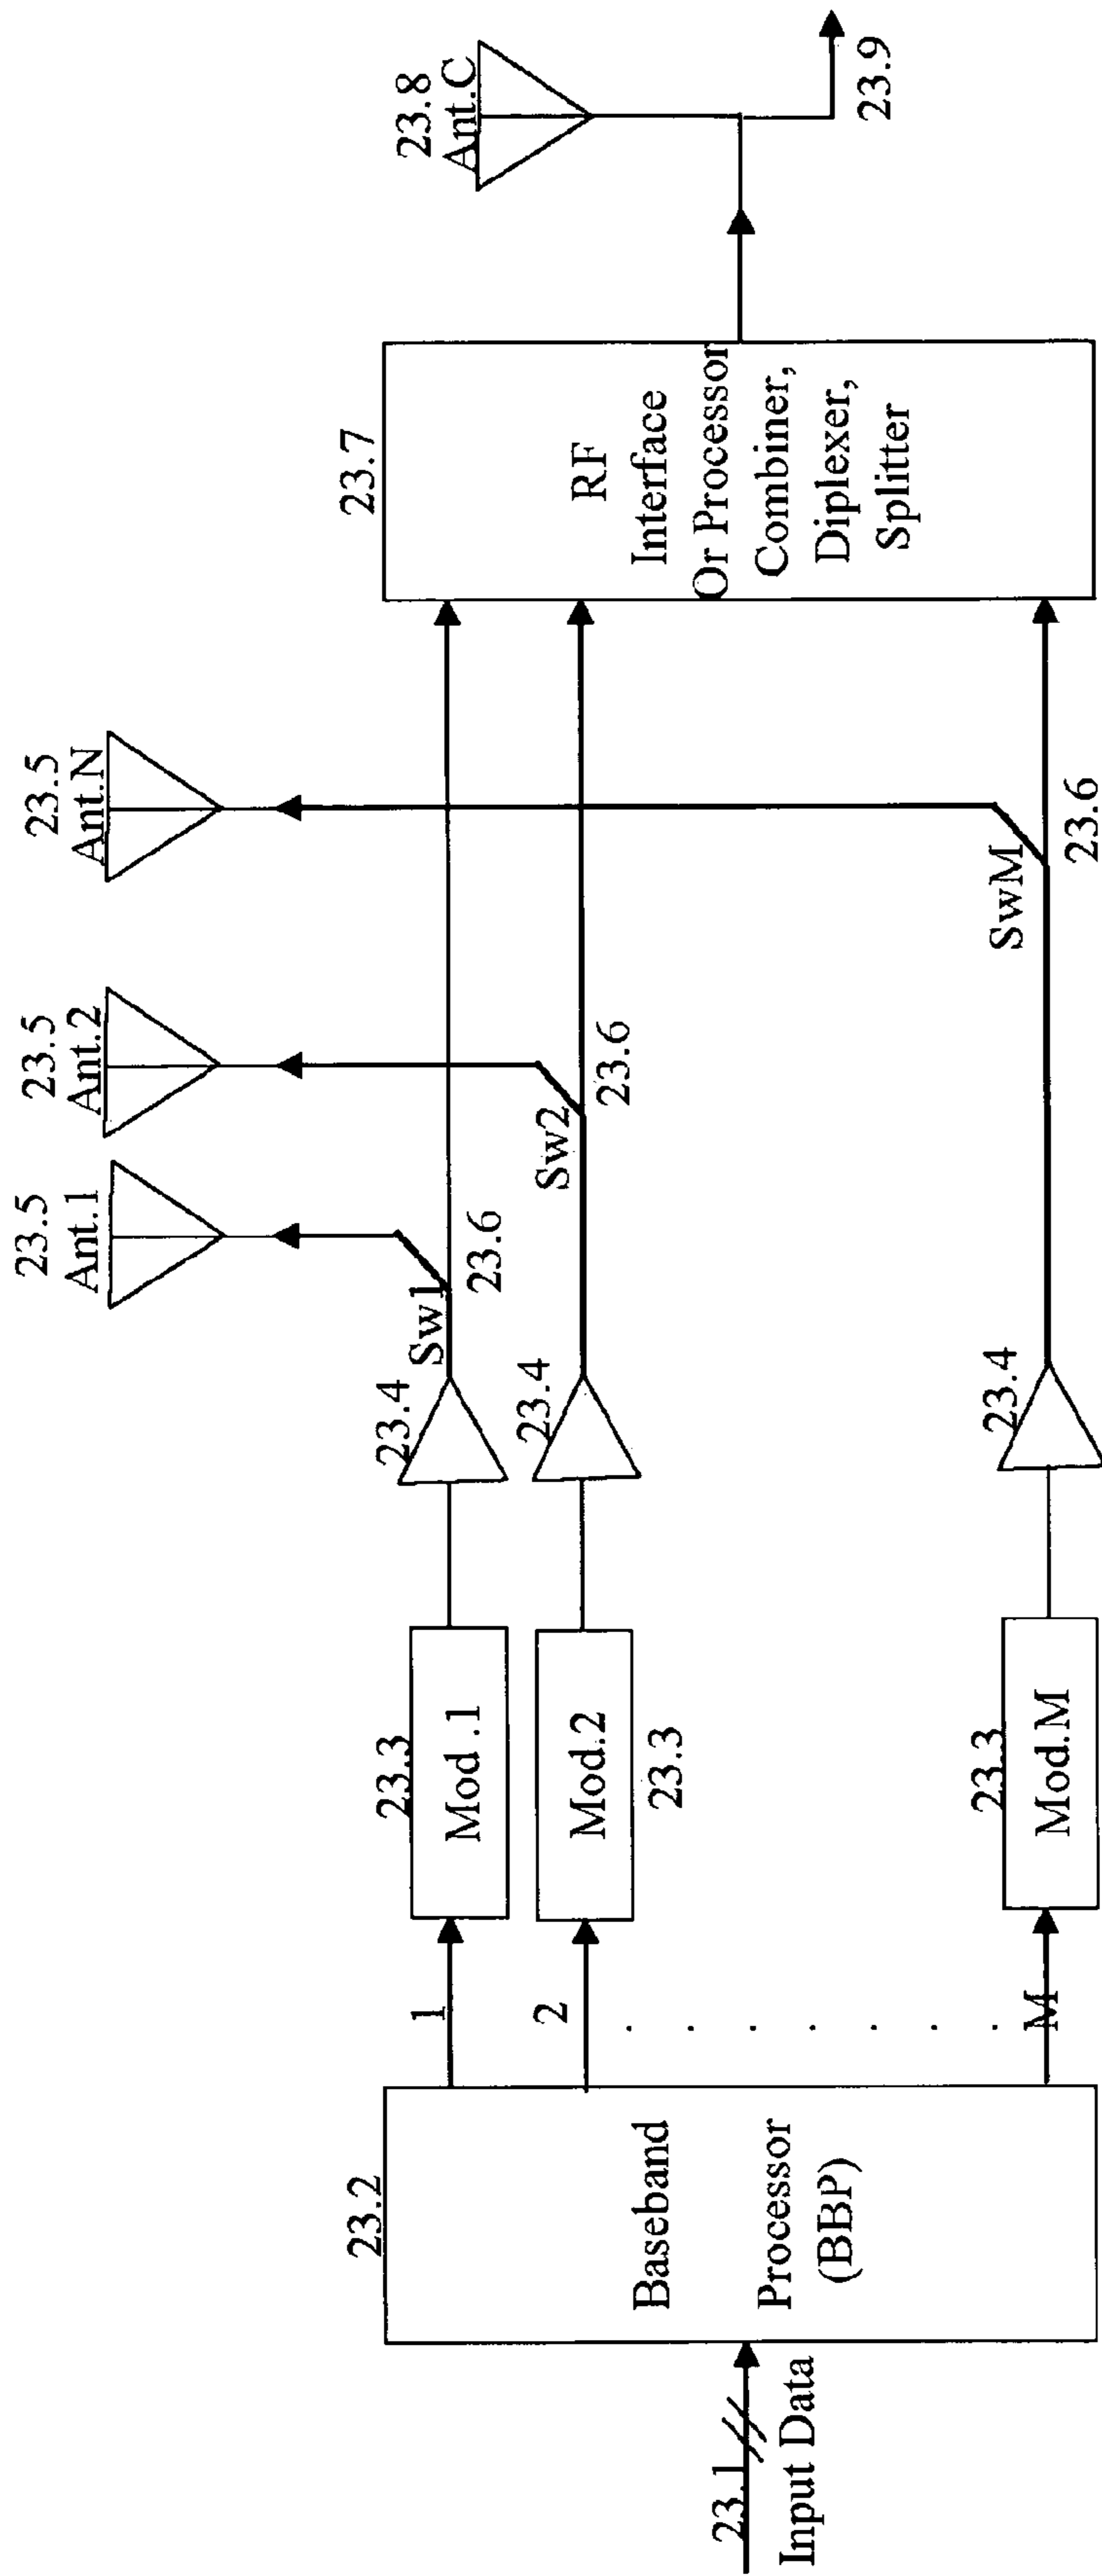 23.1
Input Data
23.2
Baseband
Processor
(BBP)
1
2
. . . . . . .
M
23.3
Mod .1
Mod.2
23.3
23.3
Mod.M
23.4
23.4
23.4
Sw1
23.6
Sw2
23.6
SwM
23.6
23.5
Ant.1
23.5
Ant.2
23.5
Ant.N
23.7
RF
Interface
Or Processor
Combiner,
Diplexer,
Splitter
23.8
Ant.C
23.9